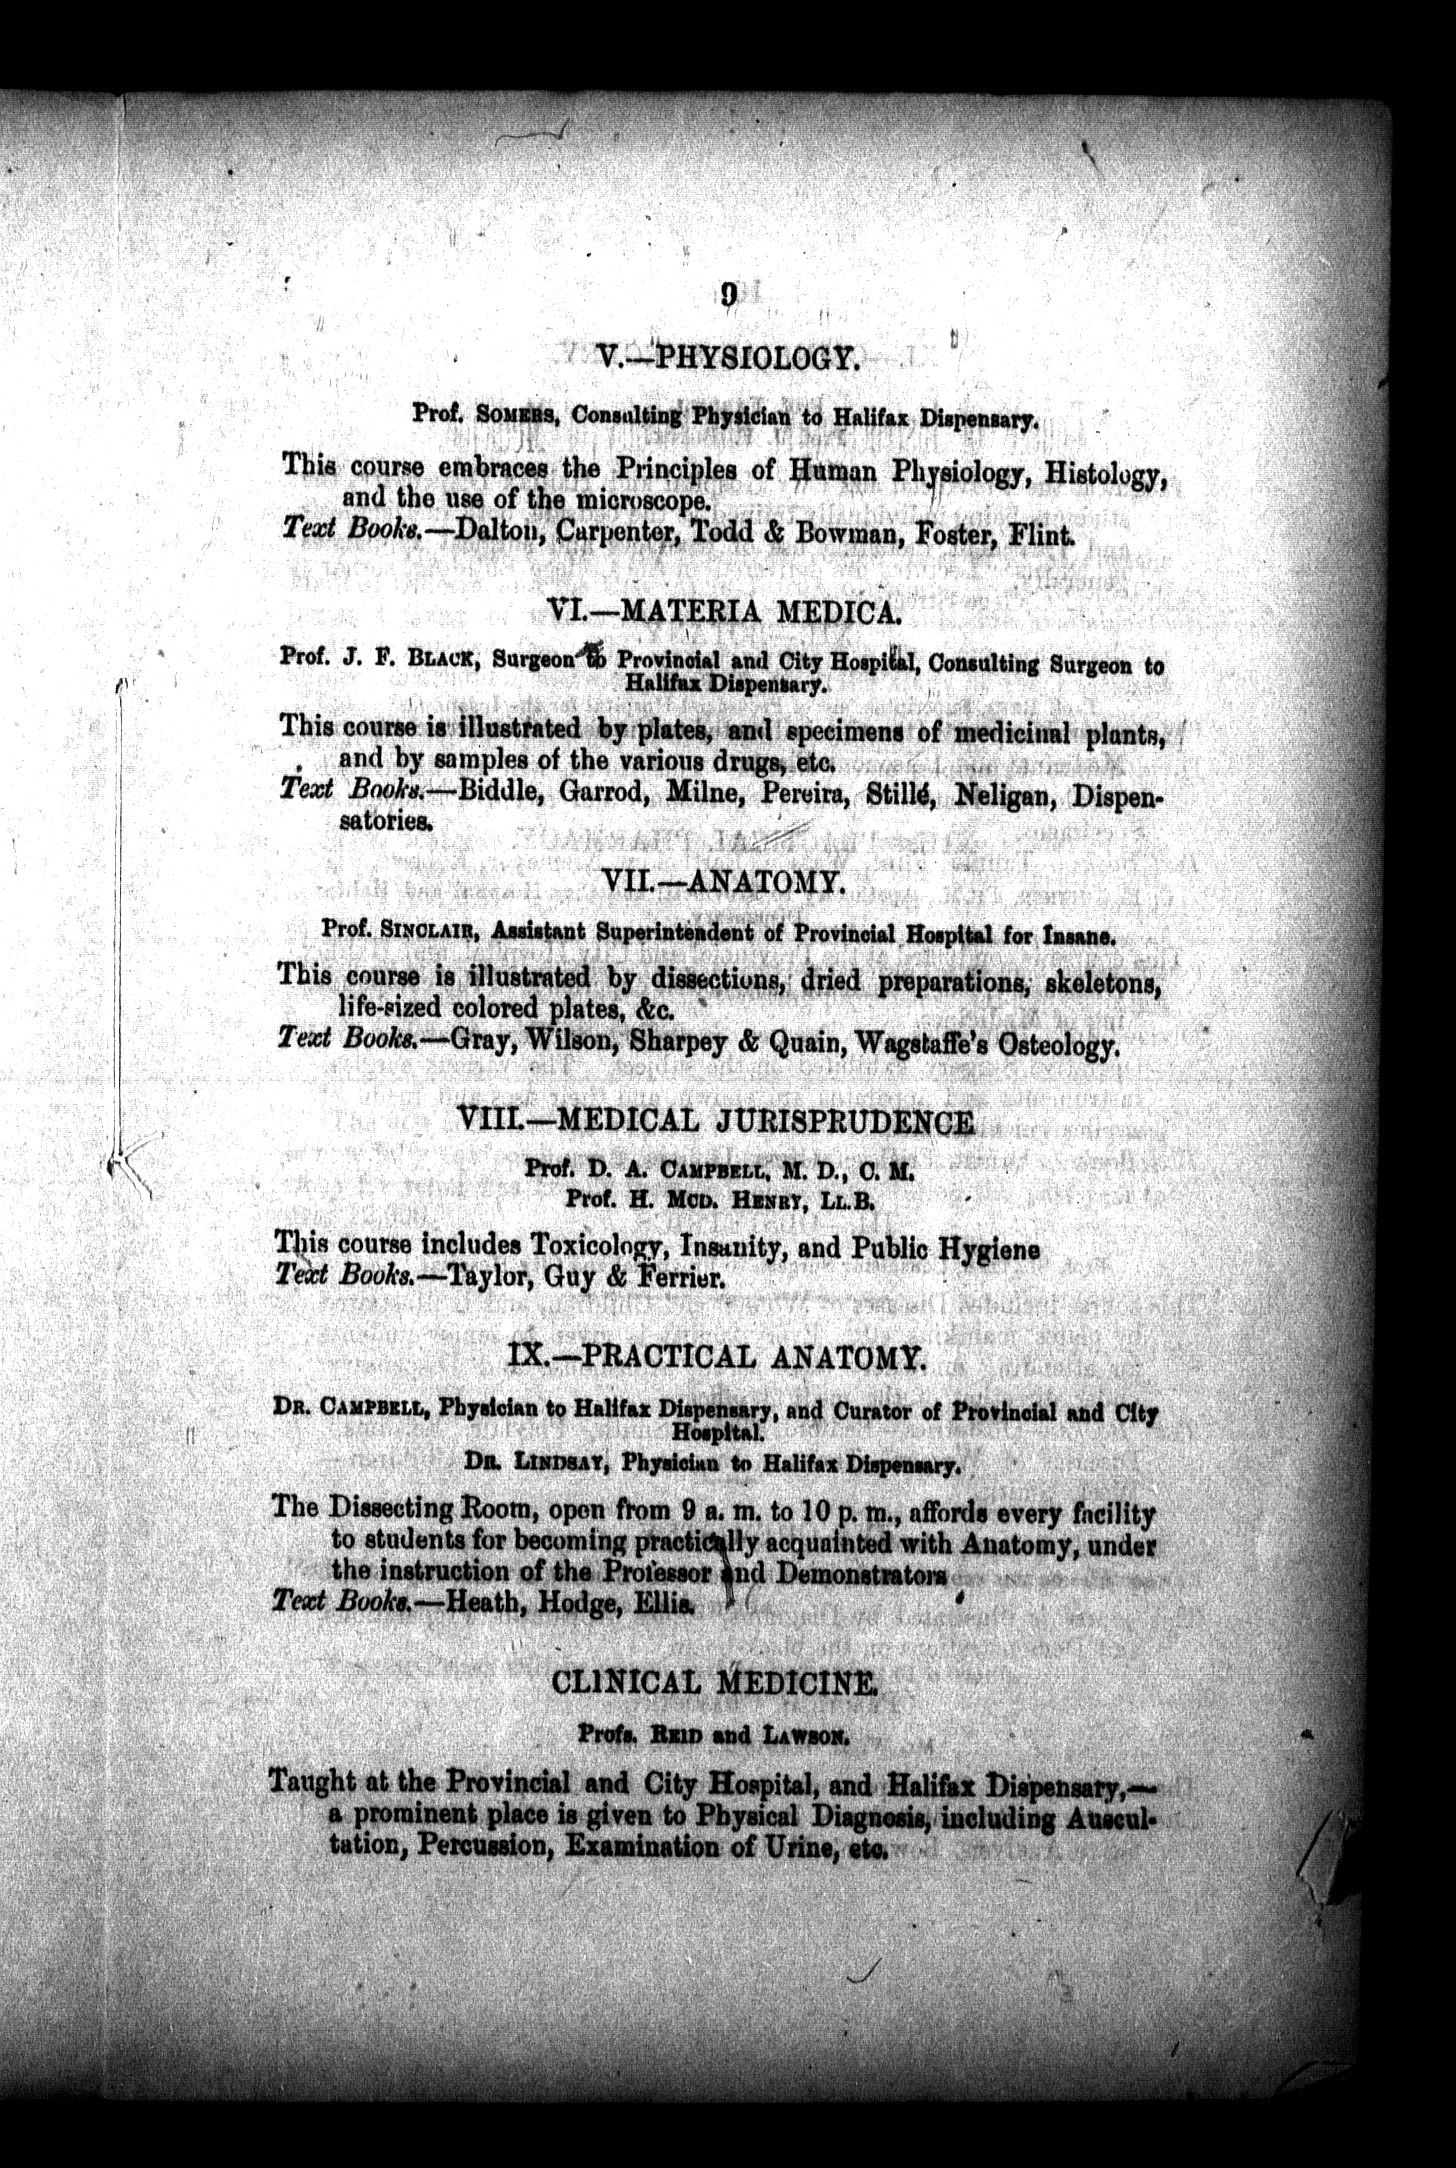 9
V.—PHYSIOLOGY.
Prof. SOMERS, Consulting Physician to Halifax Dispensary.
This course embraces the Principles of Human Physiology, Histology,
and the use of the microscope.
Text Books.—Dalton, Carpenter, Todd & Bowman, Foster, Flint.
VI.—MATERIA MEDICA.
Prof. J. F. BLACK, Surgeon to Provincial and City Hospital, Consulting Surgeon to
Halifax Dispensary.
This course is illustrated by plates, and specimens of medicinal plants,
and by samples of the various drugs, etc.
Text Books.—Biddle, Garrod, Milne, Pereira, Stillé, Neligan, Dispen-
satories.
VII.—ANATOMY.
Prof. SINCLAIR, Assistant Superintendent of Provincial Hospital for Insane.
This course is illustrated by dissections, dried preparations, skeletons,
life-sized colored plates, &c.
Text Books.—Gray, Wilson, Sharpey & Quain, Wagstaffe's Osteology.
VIII.—MEDICAL JURISPRUDENCE
Prof. D. A. CAMPBELL, M. D., C. M.
Prof. H. MCD. HENRY, LL.B.
This course includes Toxicology, Insanity, and Public Hygiene
Text Books.—Taylor, Guy & Ferrier.
IX.—PRACTICAL ANATOMY.
DR. CAMPBELL, Physician to Halifax Dispensary, and Curator of Provincial and City
Hospital.
DR. LINDSAY, Physician to Halifax Dispensary.
The Dissecting Room, open from 9 a. m. to 10 p. m., affords every facility
to students for becoming practically acquainted with Anatomy, under
the instruction of the Professor and Demonstrators
Text Books.—Heath, Hodge, Ellis.
CLINICAL MEDICINE.
Profs. REID and LAWSON.
Taught at the Provincial and City Hospital, and Halifax Dispensary,—
a prominent place is given to Physical Diagnosis, including Auscul-
tation, Percussion, Examination of Urine, etc.